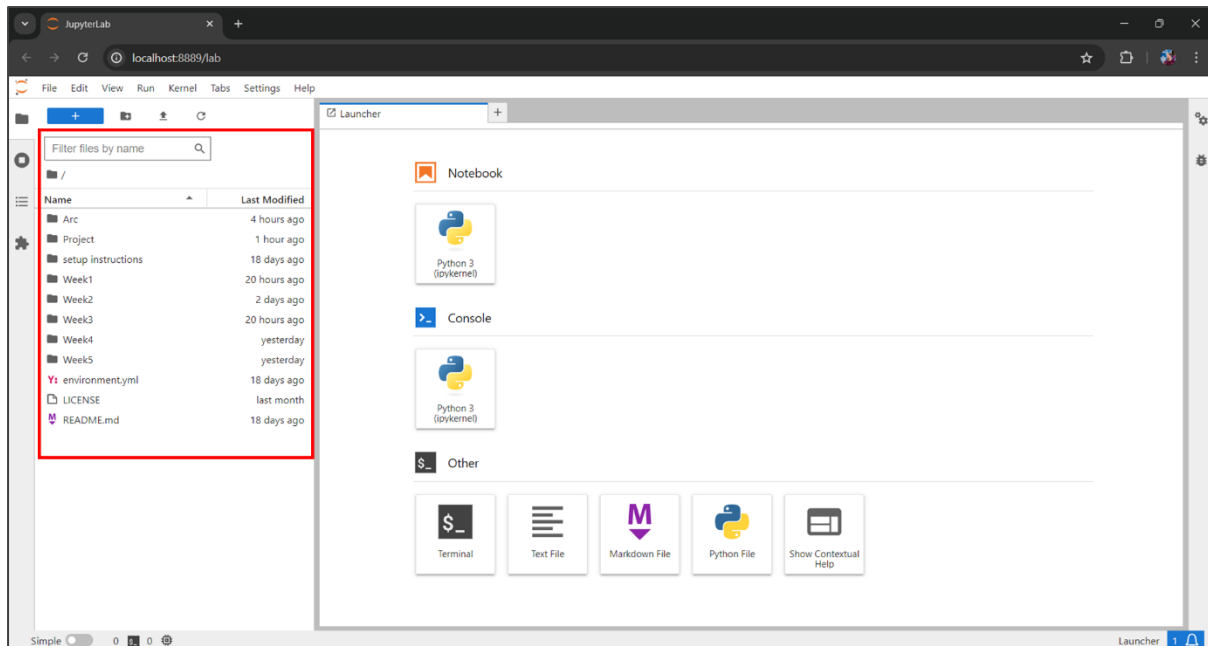 JupyterLab
localhost:8889/lab
File Edit View Run Kernel Tabs Settings Help
+
Launcher
+
Filter files by name
/
Name Last Modified
Arc 4 hours ago
Project 1 hour ago
setup instructions 18 days ago
Week1 20 hours ago
Week2 2 days ago
Week3 20 hours ago
Week4 yesterday
Week5 yesterday
Y: environment.yml 18 days ago
LICENSE last month
M README.md 18 days ago
Notebook
Python 3
(ipykernel)
>_ Console
Python 3
(ipykernel)
$_ Other
$_
M
Terminal
Text File
Markdown File
Python File
Show Contextual
Help
Simple 0 $_ 0
Launcher 1